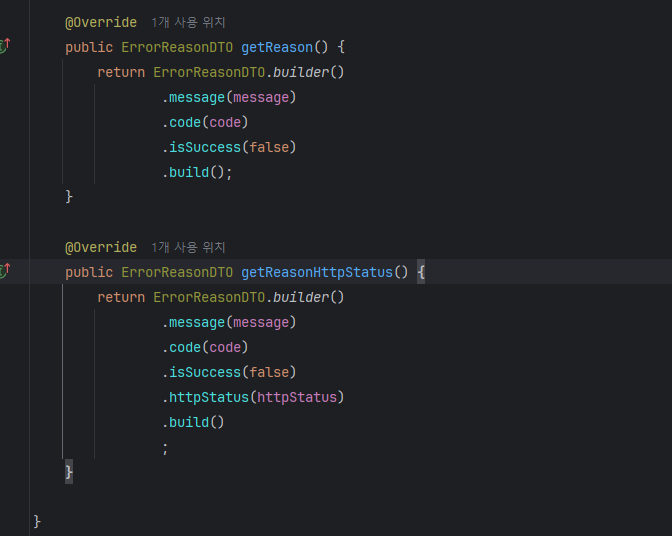 @Override 1개 사용 위치
public ErrorReasonDTO getReason() {
return ErrorReasonDTO.builder()
.message(message)
.code(code)
.isSuccess(false)
.build();
}
@Override 1개 사용 위치
public ErrorReasonDTO getReasonHttpStatus() {
return ErrorReasonDTO.builder()
.message(message)
.code(code)
.isSuccess(false)
.httpStatus(httpStatus)
.build()
;
}
}